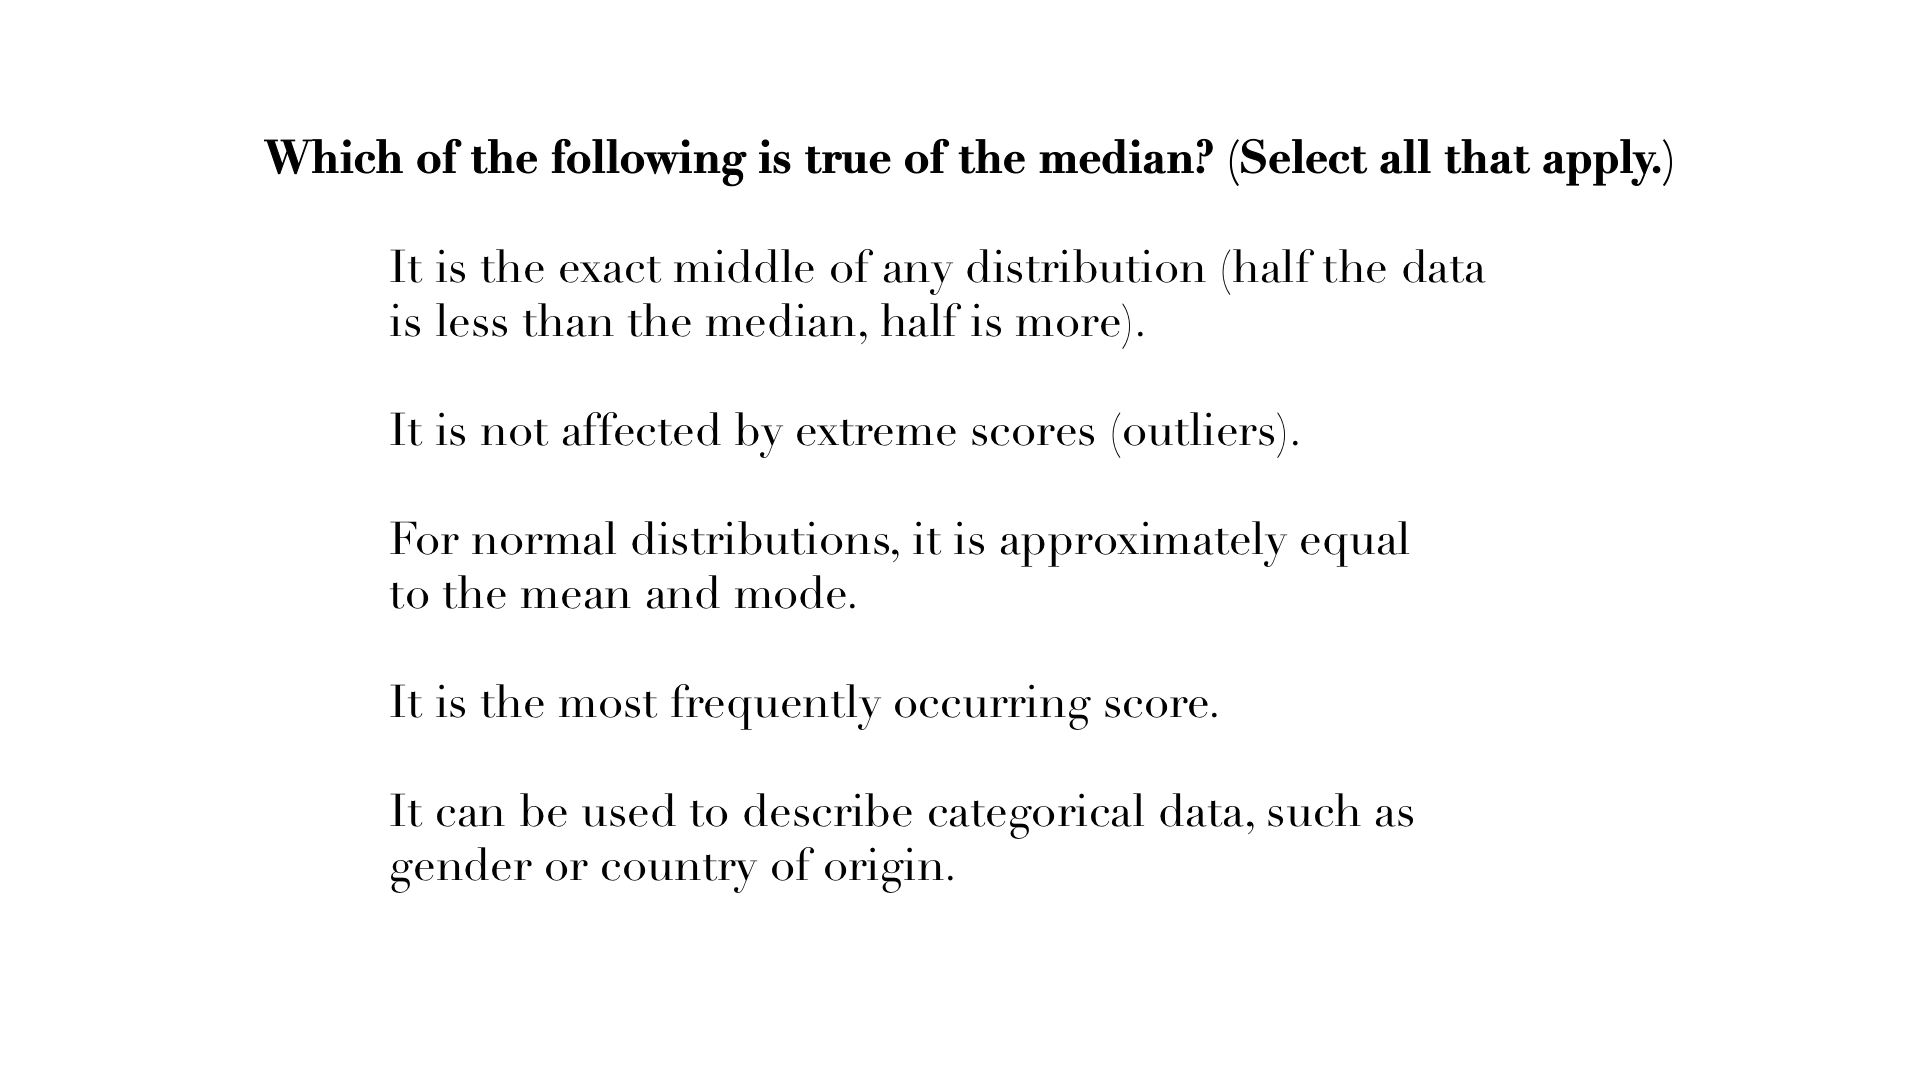 Which of the following is true of the median? (Select all that apply.)
It is the exact middle of any distribution (half the data
is less than the median, half is more).
It is not affected by extreme scores (outliers).
For normal distributions, it is approximately equal
to the mean and mode.
It is the most frequently occurring score.
It can be used to describe categorical data, such as
gender or country of origin.